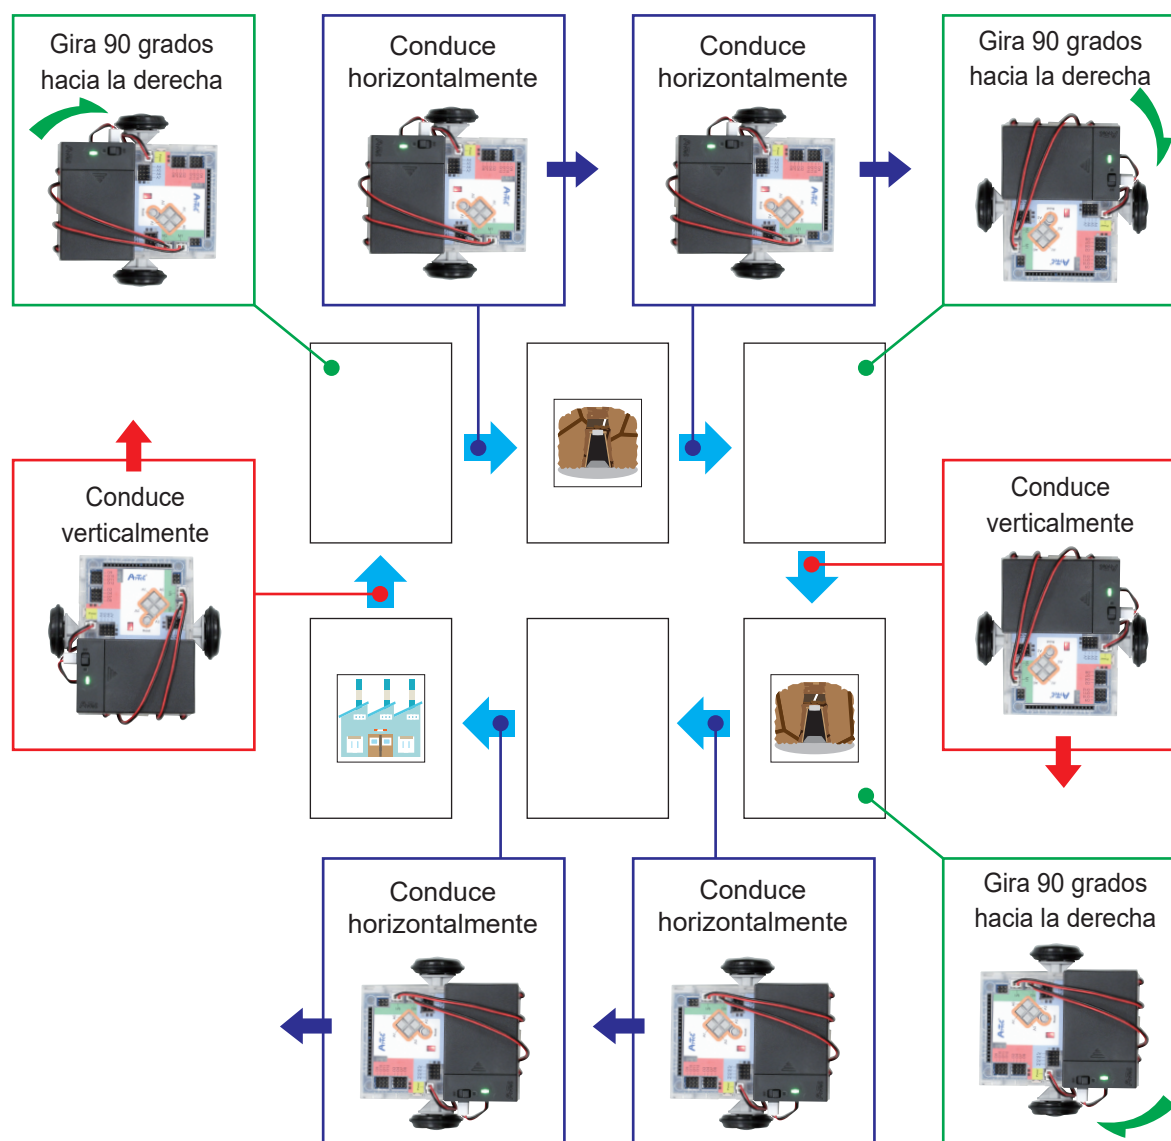 Gira 90 grados
hacia la derecha
Conduce
horizontalmente
Conduce
horizontalmente
Gira 90 grados
hacia la derecha
Conduce
verticalmente
Conduce
verticalmente
Conduce
horizontalmente
Conduce
horizontalmente
Gira 90 grados
hacia la derecha